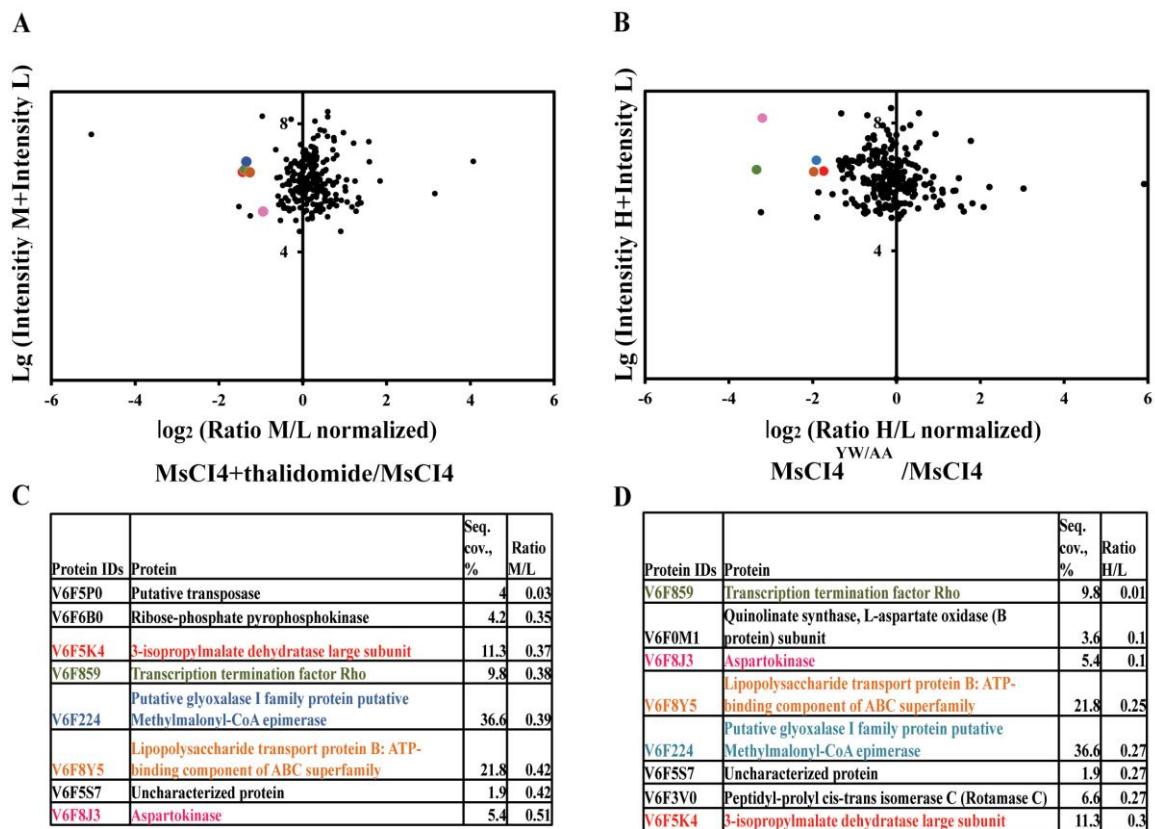 A
B
Lg (Intensitiy M+Intensity L)
8
4
-6
-4
-2
0
2
4
6
log₂ (Ratio M/L normalized)
MsCI4+thalidomide/MsCI4
Lg (Intensity H+Intensity L)
8
4
-6
-4
-2
0
2
4
6
log₂ (Ratio H/L normalized)
MsCI4^YW/AA /MsCI4
C
Protein IDs Protein Seq. cov., % Ratio M/L
V6F5P0 Putative transposase 4 0.03
V6F6B0 Ribose-phosphate pyrophosphokinase 4.2 0.35
V6F5K4 3-isopropylmalate dehydratase large subunit 11.3 0.37
V6F859 Transcription termination factor Rho 9.8 0.38
Putative glyoxalase I family protein putative
V6F224 Methylmalonyl-CoA epimerase 36.6 0.39
Lipopolysaccharide transport protein B: ATP-
V6F8Y5 binding component of ABC superfamily 21.8 0.42
V6F5S7 Uncharacterized protein 1.9 0.42
V6F8J3 Aspartokinase 5.4 0.51
D
Protein IDs Protein Seq. cov., % Ratio H/L
V6F859 Transcription termination factor Rho 9.8 0.01
Quinolinate synthase, L-aspartate oxidase (B
V6F0M1 protein) subunit 3.6 0.1
V6F8J3 Aspartokinase 5.4 0.1
Lipopolysaccharide transport protein B: ATP-
V6F8Y5 binding component of ABC superfamily 21.8 0.25
Putative glyoxalase I family protein putative
V6F224 Methylmalonyl-CoA epimerase 36.6 0.27
V6F5S7 Uncharacterized protein 1.9 0.27
V6F3V0 Peptidyl-prolyl cis-trans isomerase C (Rotamase C) 6.6 0.27
V6F5K4 3-isopropylmalate dehydratase large subunit 11.3 0.3